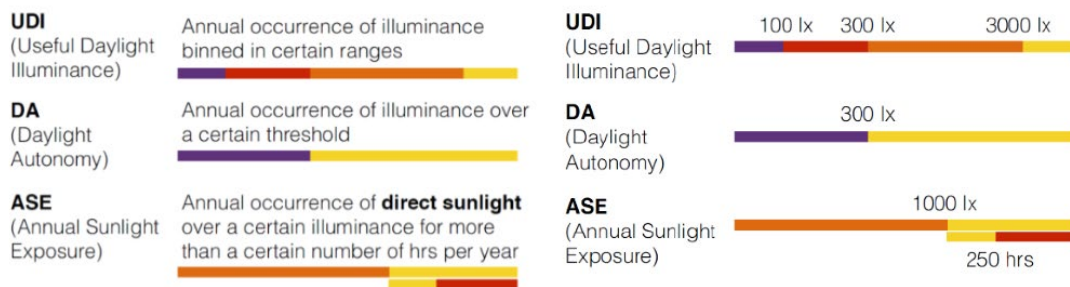 UDI
(Useful Daylight
Illuminance)
Annual occurrence of illuminance
binned in certain ranges
DA
(Daylight
Autonomy)
Annual occurrence of illuminance over
a certain threshold
ASE
(Annual Sunlight
Exposure)
Annual occurrence of direct sunlight
over a certain illuminance for more
than a certain number of hrs per year
UDI
(Useful Daylight
Illuminance)
100 lx 300 lx 3000 lx
DA
(Daylight
Autonomy)
300 lx
ASE
(Annual Sunlight
Exposure)
1000 lx
250 hrs